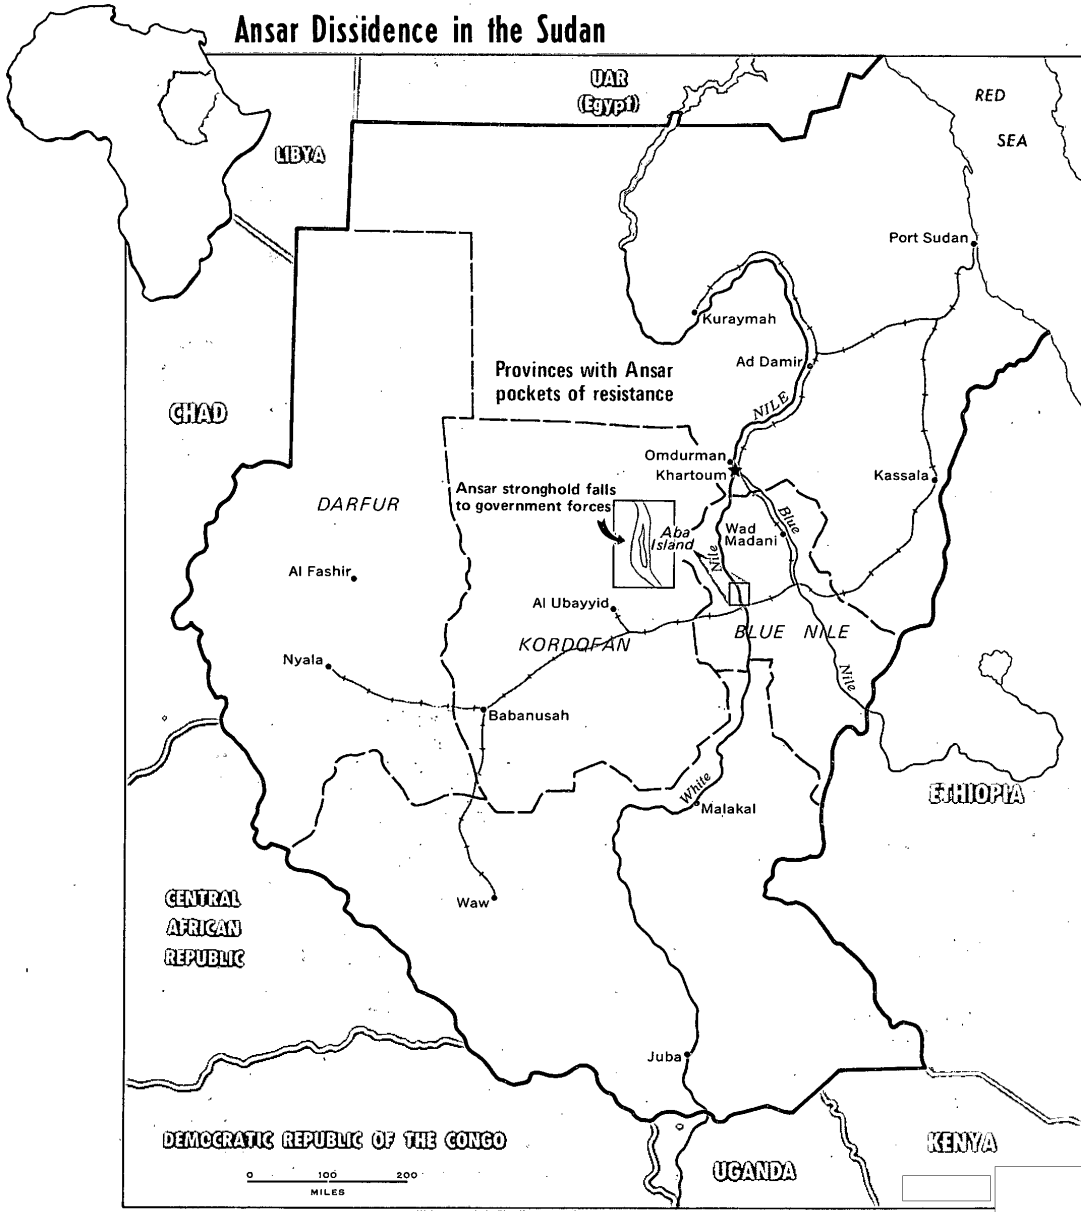 Ansar Dissidence in the Sudan
UAR
(Egypt)
RED
SEA
LIBYA
Port Sudan
Kuraymah
Ad Damir
Provinces with Ansar
pockets of resistance
NILE
CHAD
Omdurman
Khartoum
Kassala
Ansar stronghold falls
to government forces
DARFUR
Aba
Island
Nile
Wad
Madani
Blue
Al Fashir
Al Ubayyid
KORDOFAN
BLUE NILE
Nyala
Nile
Babanusah
White
Malakal
ETHIOPIA
Waw
CENTRAL
AFRICAN
REPUBLIC
Juba
DEMOCRATIC REPUBLIC OF THE CONGO
UGANDA
KENYA
0 100 200
MILES